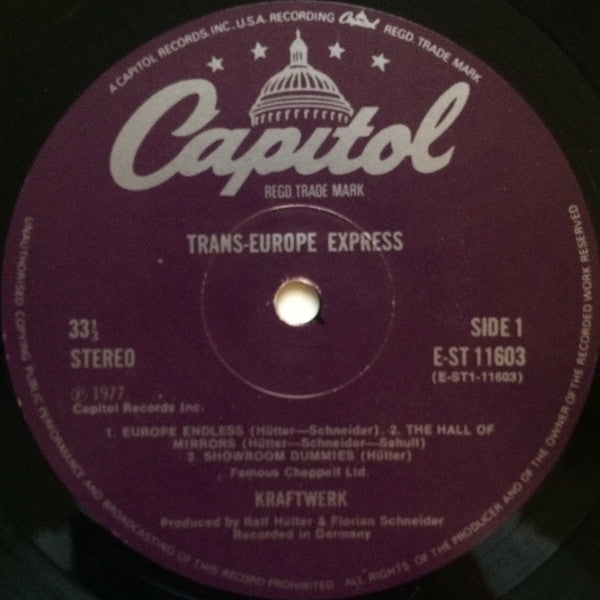 A CAPITOL RECORDS, INC., U.S.A. RECORDING Capitol REGD. TRADE MARK
Capitol
REGD. TRADE MARK
TRANS-EUROPE EXPRESS
33⅓
STEREO
SIDE 1
E-ST 11603
(E-ST1-11603)
Ⓟ 1977
Capitol Records Inc.
1. EUROPE ENDLESS (Hütter—Schneider). 2. THE HALL OF
MIRRORS (Hütter—Schneider—Sahult)
3. SHOWROOM DUMMIES (Hütter)
Famous Chappell Ltd.
KRAFTWERK
Produced by Ralf Hütter & Florian Schneider
Recorded in Germany
UNAUTHORISED COPYING PUBLIC PERFORMANCE AND BROADCASTING OF THIS RECORD PROHIBITED. ALL RIGHTS OF THE PRODUCER AND OF THE OWNER OF THE RECORDED WORK RESERVED